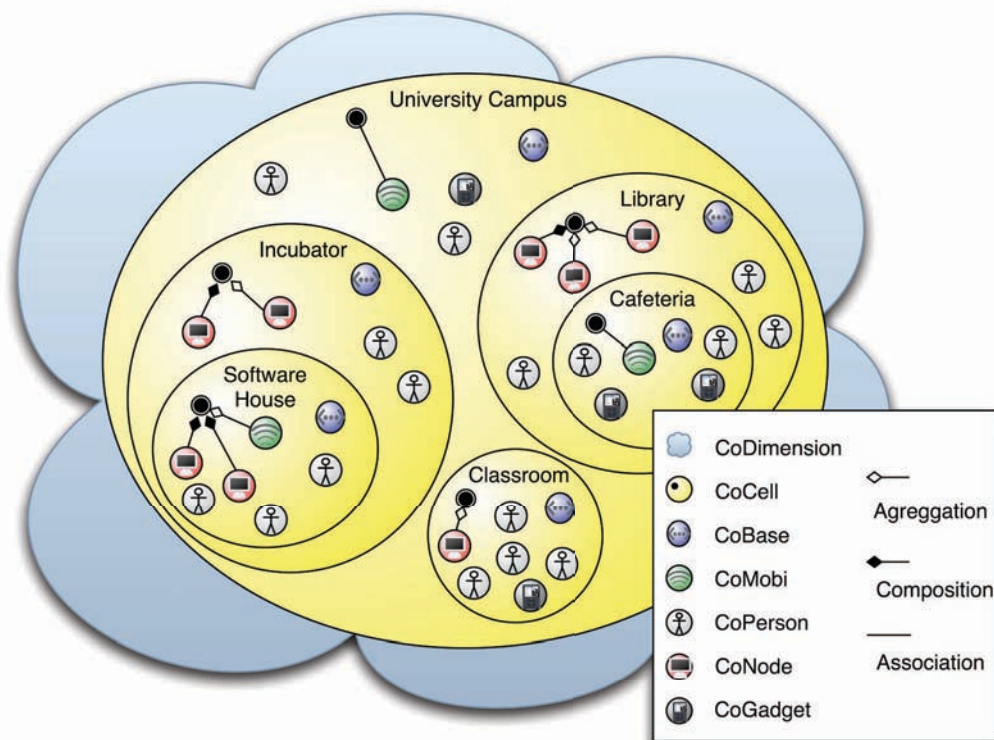 University Campus
Library
Incubator
Cafeteria
Software
House
Classroom
CoDimension
CoCell
CoBase
CoMobi
CoPerson
CoNode
CoGadget
Agreggation
Composition
Association